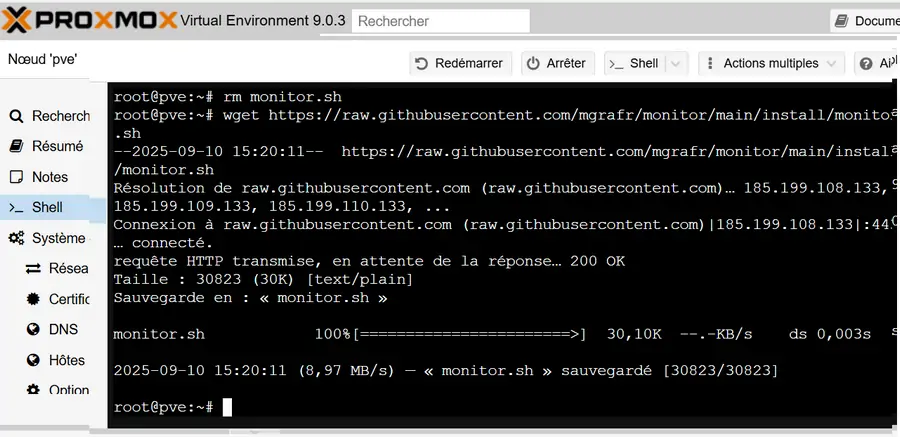 PROXMOX Virtual Environment 9.0.3 Rechercher Docume
Nœud 'pve' Redémarrer Arrêter Shell Actions multiples
Recherch
Résumé
Notes
>_ Shell
Système
Résea
Certific
DNS
Hôtes
Option
root@pve:~# rm monitor.sh
root@pve:~# wget https://raw.githubusercontent.com/mgrafr/monitor/main/install/monito
.sh
--2025-09-10 15:20:11-- https://raw.githubusercontent.com/mgrafr/monitor/main/instal
/monitor.sh
Résolution de raw.githubusercontent.com (raw.githubusercontent.com)… 185.199.108.133,
185.199.109.133, 185.199.110.133, ...
Connexion à raw.githubusercontent.com (raw.githubusercontent.com)|185.199.108.133|:44
… connecté.
requête HTTP transmise, en attente de la réponse… 200 OK
Taille : 30823 (30K) [text/plain]
Sauvegarde en : « monitor.sh »
monitor.sh 100%[=======================>] 30,10K --.-KB/s ds 0,003s
2025-09-10 15:20:11 (8,97 MB/s) — « monitor.sh » sauvegardé [30823/30823]
root@pve:~#